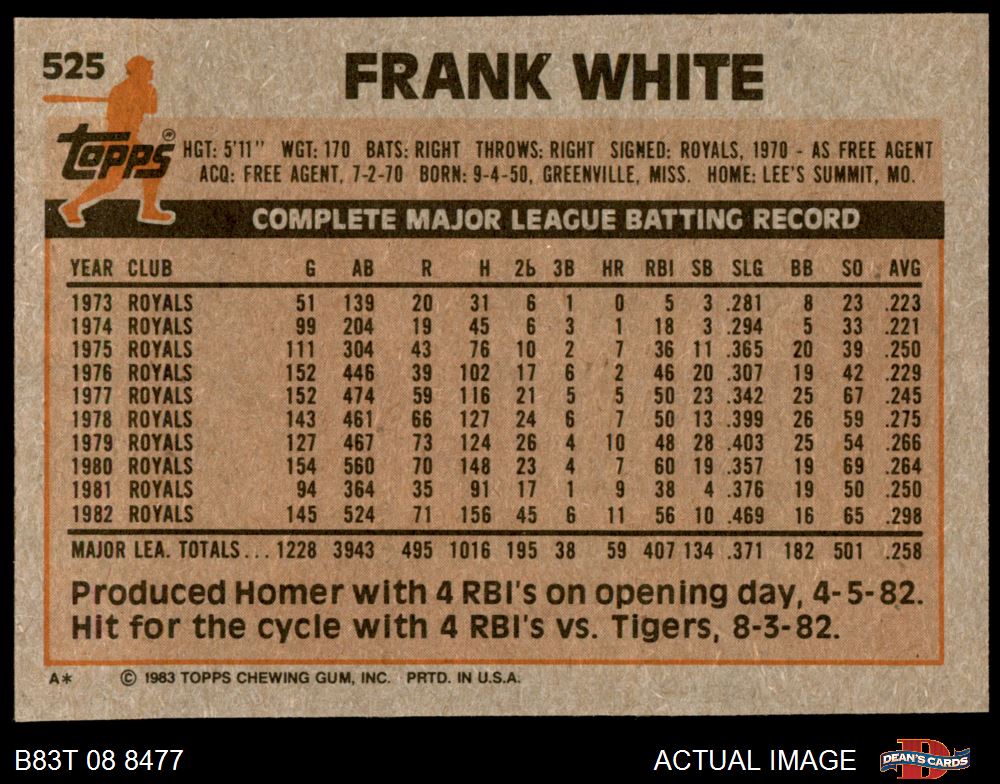 525
FRANK WHITE
topps®
HGT: 5'11" WGT: 170 BATS: RIGHT THROWS: RIGHT SIGNED: ROYALS, 1970 - AS FREE AGENT
ACQ: FREE AGENT, 7-2-70 BORN: 9-4-50, GREENVILLE, MISS. HOME: LEE'S SUMMIT, MO.
COMPLETE MAJOR LEAGUE BATTING RECORD
YEAR CLUB G AB R H 2b 3B HR RBI SB SLG BB SO AVG
1973 ROYALS 51 139 20 31 6 1 0 5 3 .281 8 23 .223
1974 ROYALS 99 204 19 45 6 3 1 18 3 .294 5 33 .221
1975 ROYALS 111 304 43 76 10 2 7 36 11 .365 20 39 .250
1976 ROYALS 152 446 39 102 17 6 2 46 20 .307 19 42 .229
1977 ROYALS 152 474 59 116 21 5 5 50 23 .342 25 67 .245
1978 ROYALS 143 461 66 127 24 6 7 50 13 .399 26 59 .275
1979 ROYALS 127 467 73 124 26 4 10 48 28 .403 25 54 .266
1980 ROYALS 154 560 70 148 23 4 7 60 19 .357 19 69 .264
1981 ROYALS 94 364 35 91 17 1 9 38 4 .376 19 50 .250
1982 ROYALS 145 524 71 156 45 6 11 56 10 .469 16 65 .298
MAJOR LEA. TOTALS... 1228 3943 495 1016 195 38 59 407 134 .371 182 501 .258
Produced Homer with 4 RBI's on opening day, 4-5-82.
Hit for the cycle with 4 RBI's vs. Tigers, 8-3-82.
A* © 1983 TOPPS CHEWING GUM, INC. PRTD. IN U.S.A.
B83T 08 8477 ACTUAL IMAGE DEAN'S CARDS